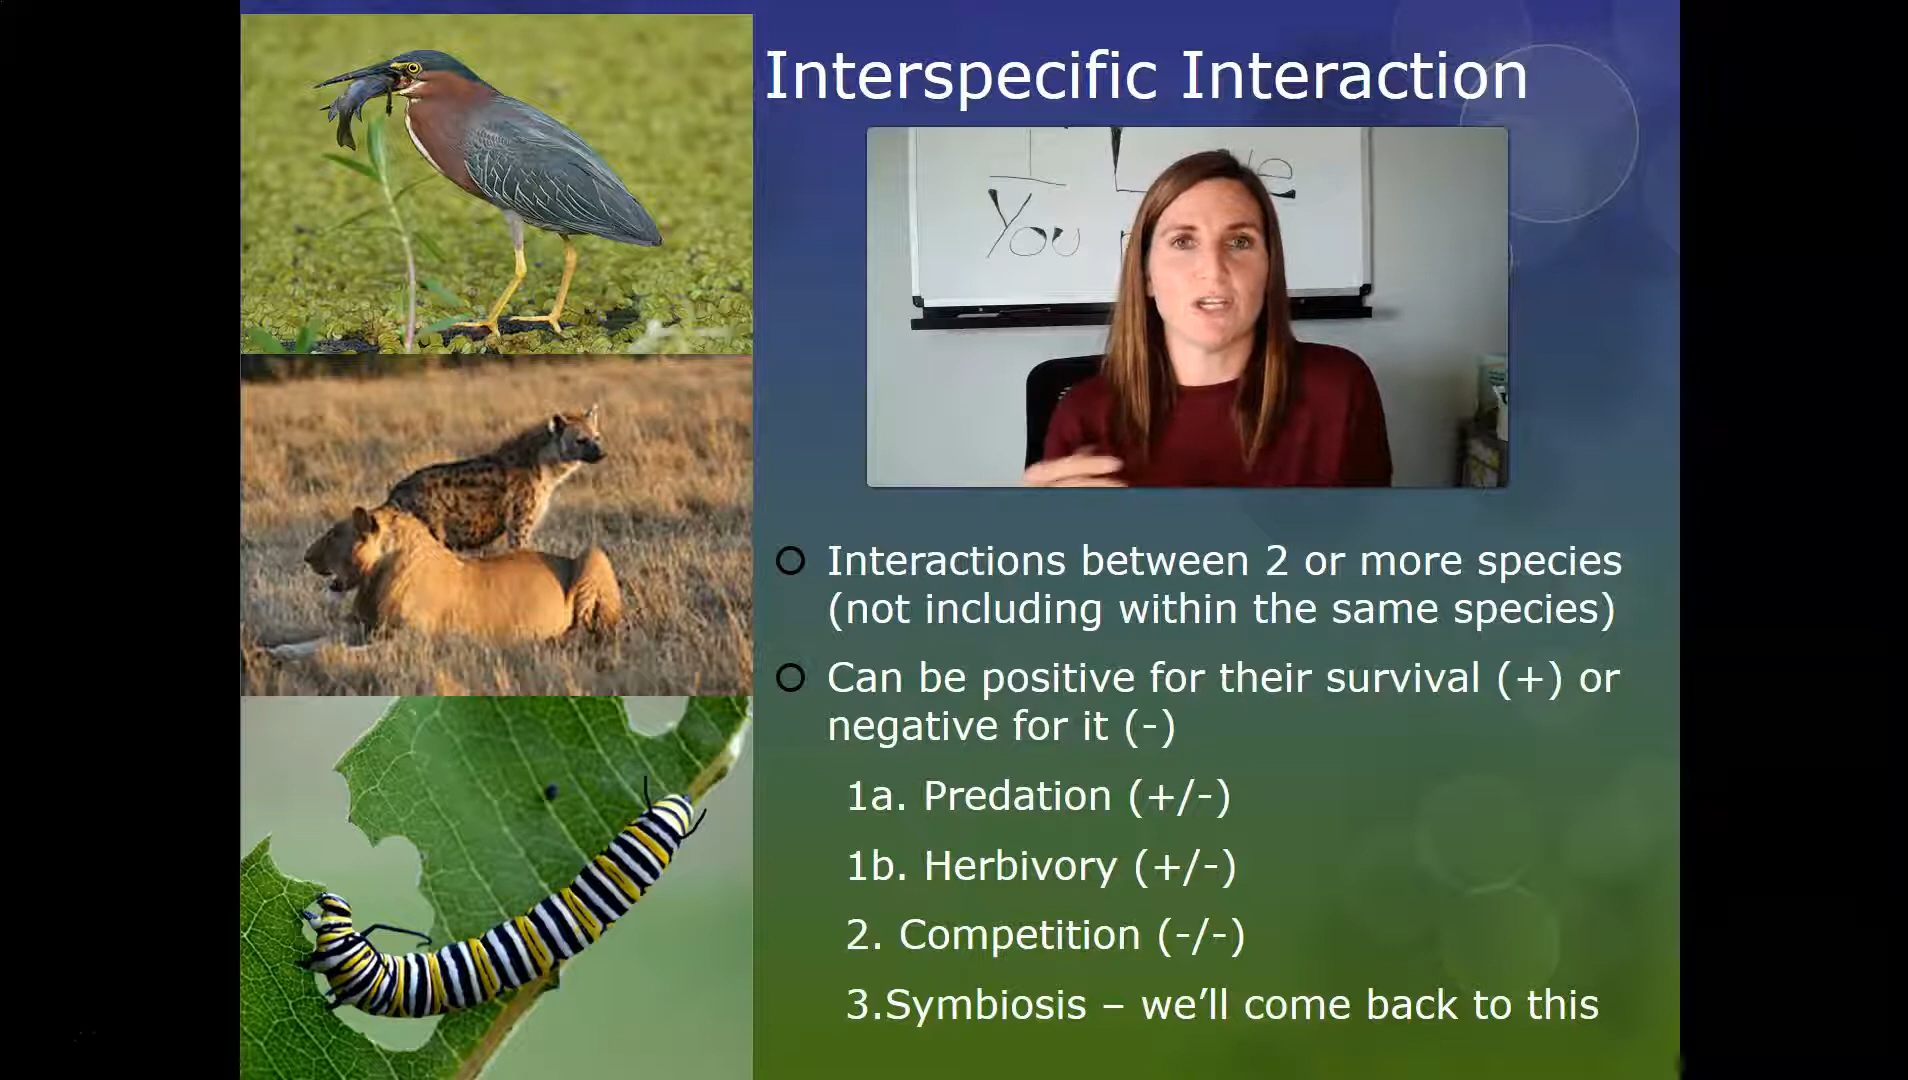 Interspecific Interaction
You
Interactions between 2 or more species
(not including within the same species)
Can be positive for their survival (+) or
negative for it (-)
1a. Predation (+/-)
1b. Herbivory (+/-)
2. Competition (-/-)
3.Symbiosis – we’ll come back to this